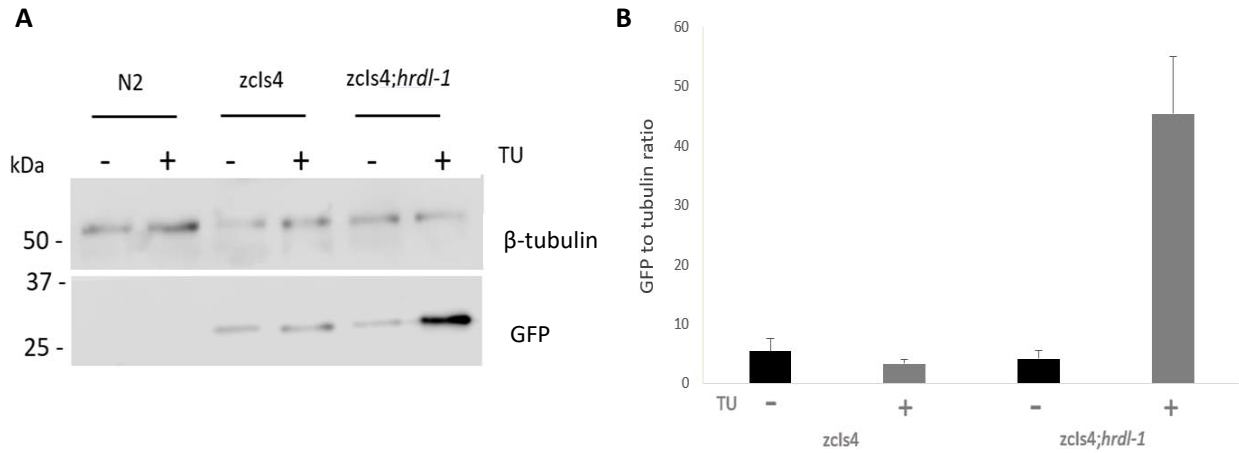 A
N2 zcIs4 zcIs4;hrdl-1
kDa - + - + - + TU
50 - β-tubulin
37 -
GFP
25 -
B
60
50
40
30
20
10
0
GFP to tubulin ratio
TU - + - +
zcIs4 zcIs4;hrdl-1